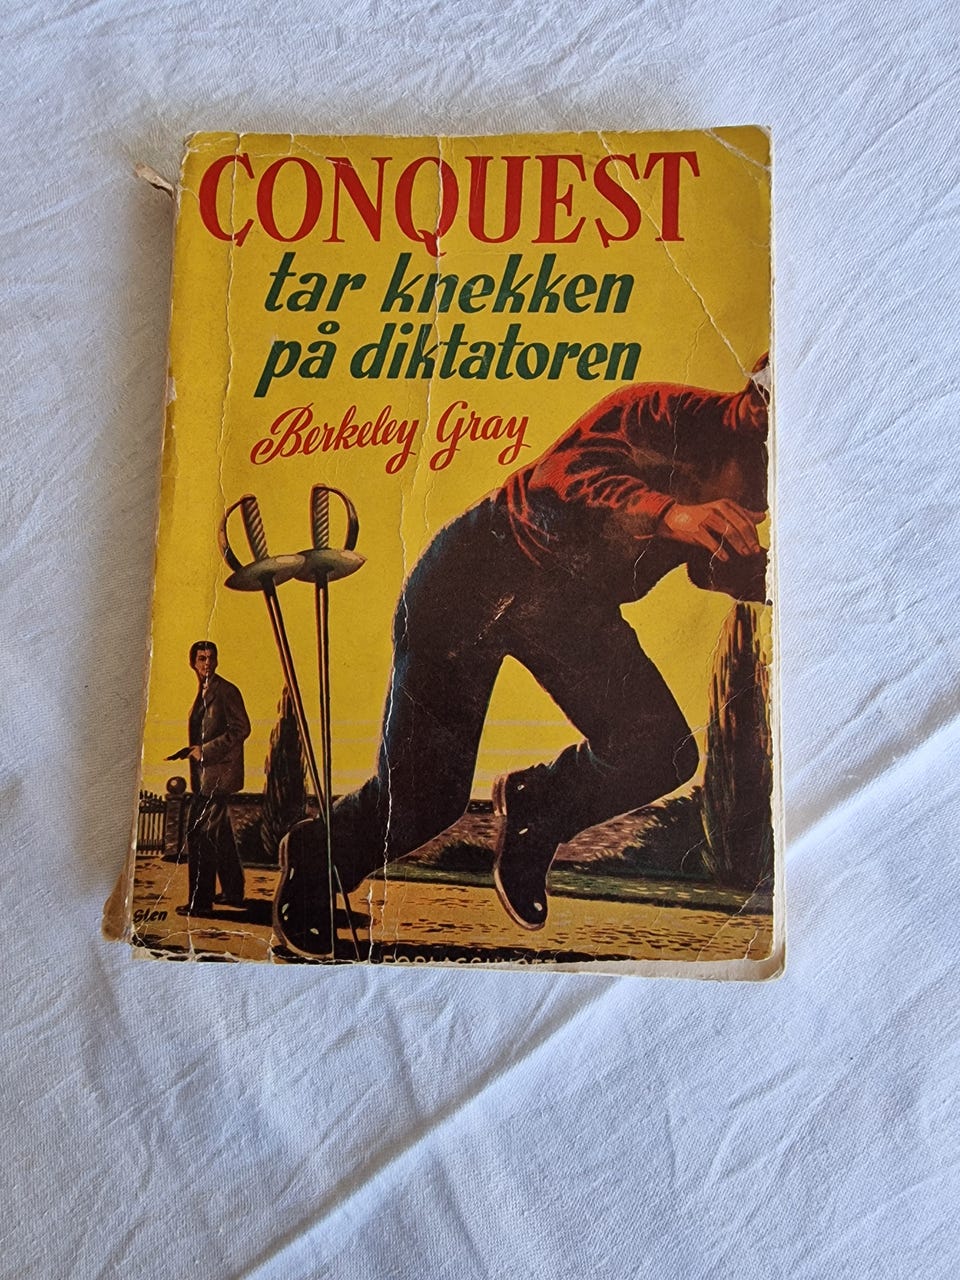 CONQUEST
tar knekken
på diktatoren
Berkeley Gray